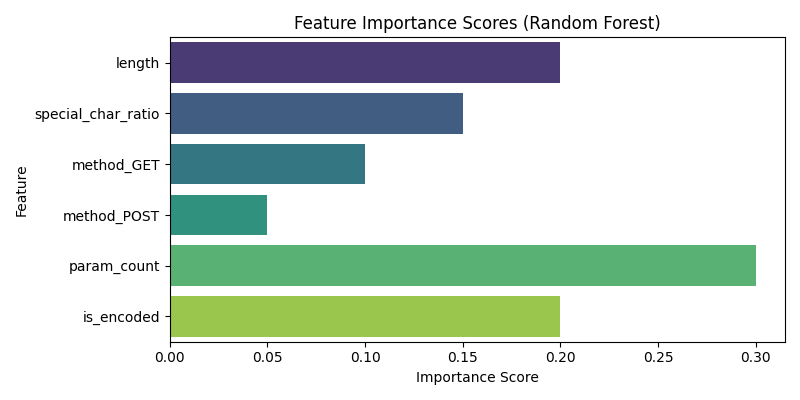 Feature Importance Scores (Random Forest)
Feature
length
special_char_ratio
method_GET
method_POST
param_count
is_encoded
0.00 0.05 0.10 0.15 0.20 0.25 0.30
Importance Score